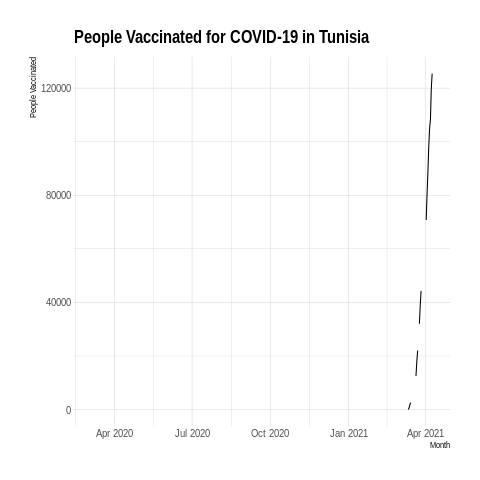 People Vaccinated for COVID-19 in Tunisia
People Vaccinated
120000
80000
40000
0
Apr 2020 Jul 2020 Oct 2020 Jan 2021 Apr 2021
Month